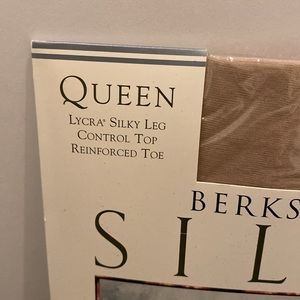 QUEEN
LYCRA® SILKY LEG
CONTROL TOP
REINFORCED TOE
BERKS
SIL